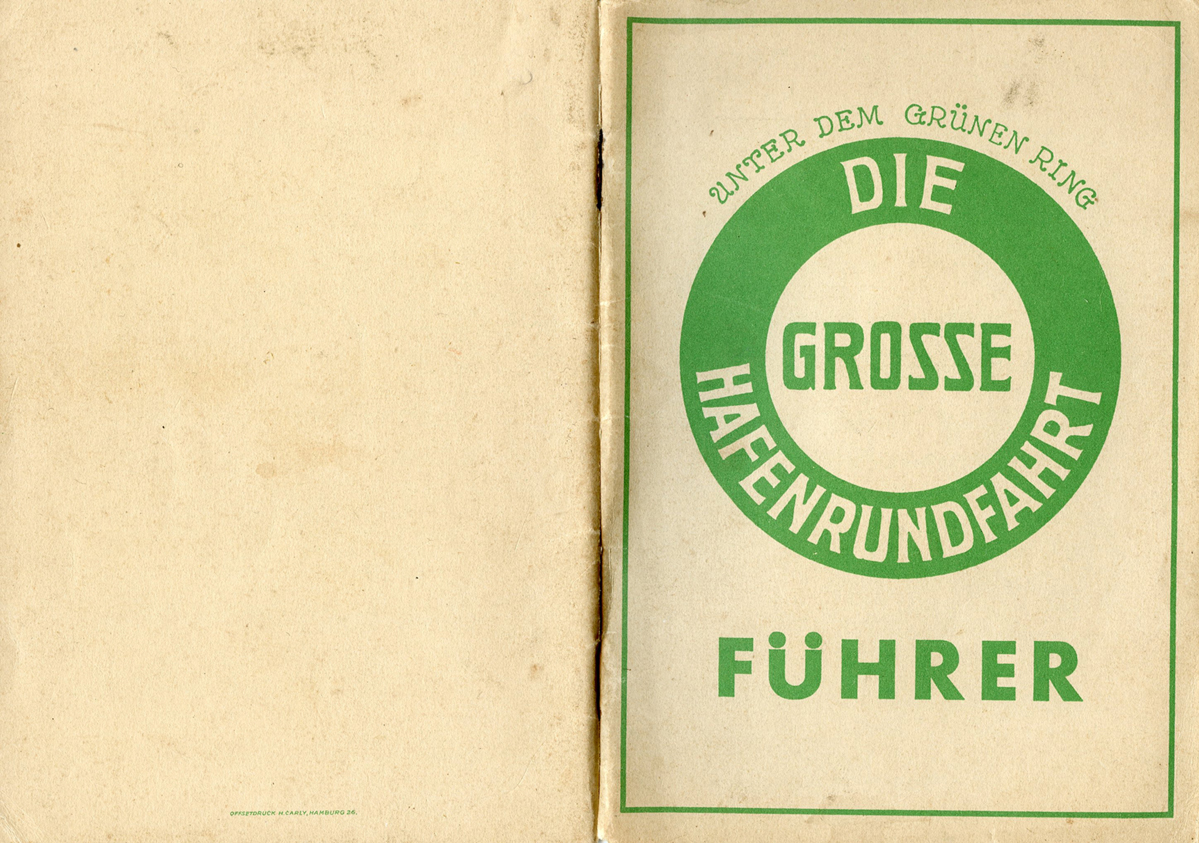 OFFSETDRUCK H. CARLY, HAMBURG 36.
UNTER DEM GRÜNEN RING
DIE
GROSSE
HAFENRUNDFAHRT
FÜHRER